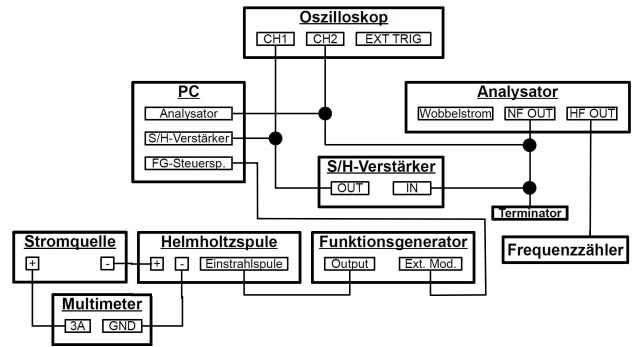 Oszilloskop
CH1 CH2 EXT TRIG
PC
Analysator
S/H-Verstärker
FG-Steuersp.
Analysator
Wobbelstrom NF OUT HF OUT
S/H-Verstärker
OUT IN
Terminator
Frequenzzähler
Stromquelle
+ -
Helmholtzspule
+ - Einstrahlspule
Funktionsgenerator
Output Ext. Mod.
Multimeter
3A GND